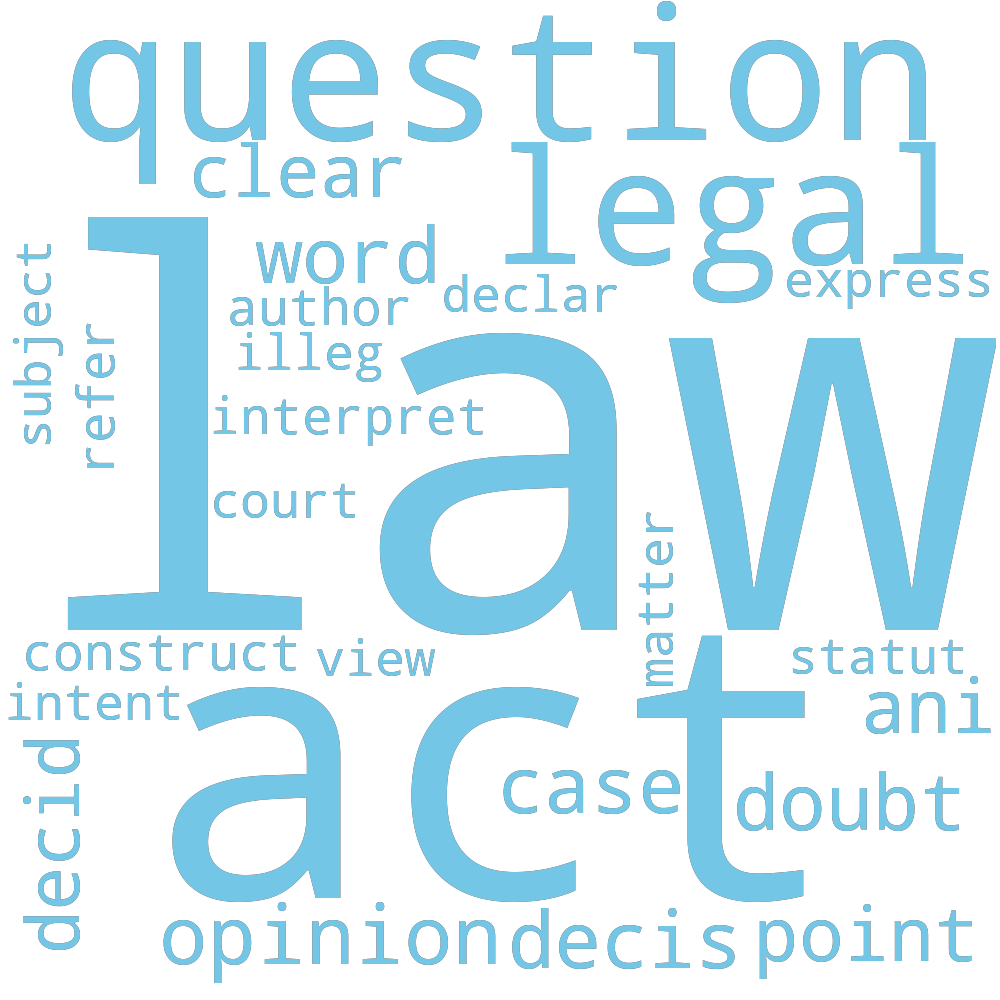 question
clear
legal
word
express
subject
author
declar
refer
illeg
law
interpret
court
matter
construct
view
statut
intent
ani
act
decid
case
doubt
opinion
decis
point